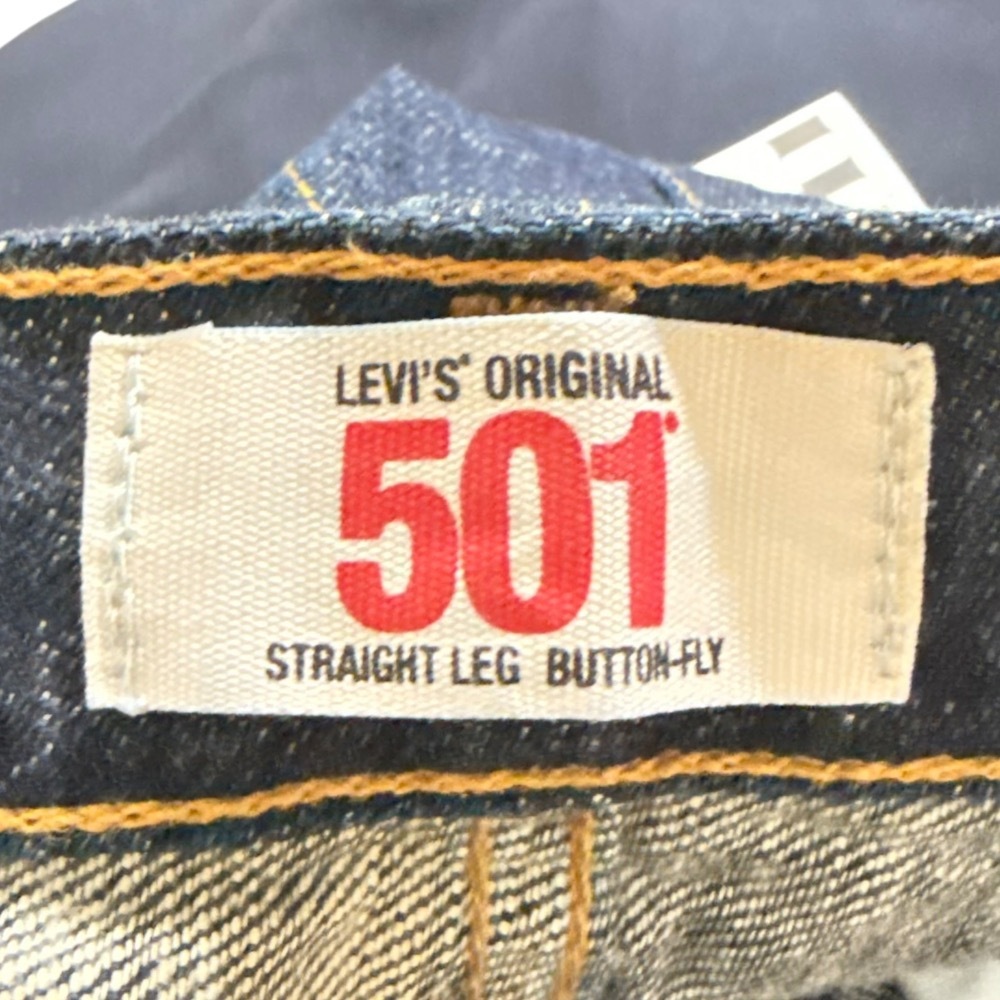 LEVI'S® ORIGINAL
501®
STRAIGHT LEG BUTTON-FLY